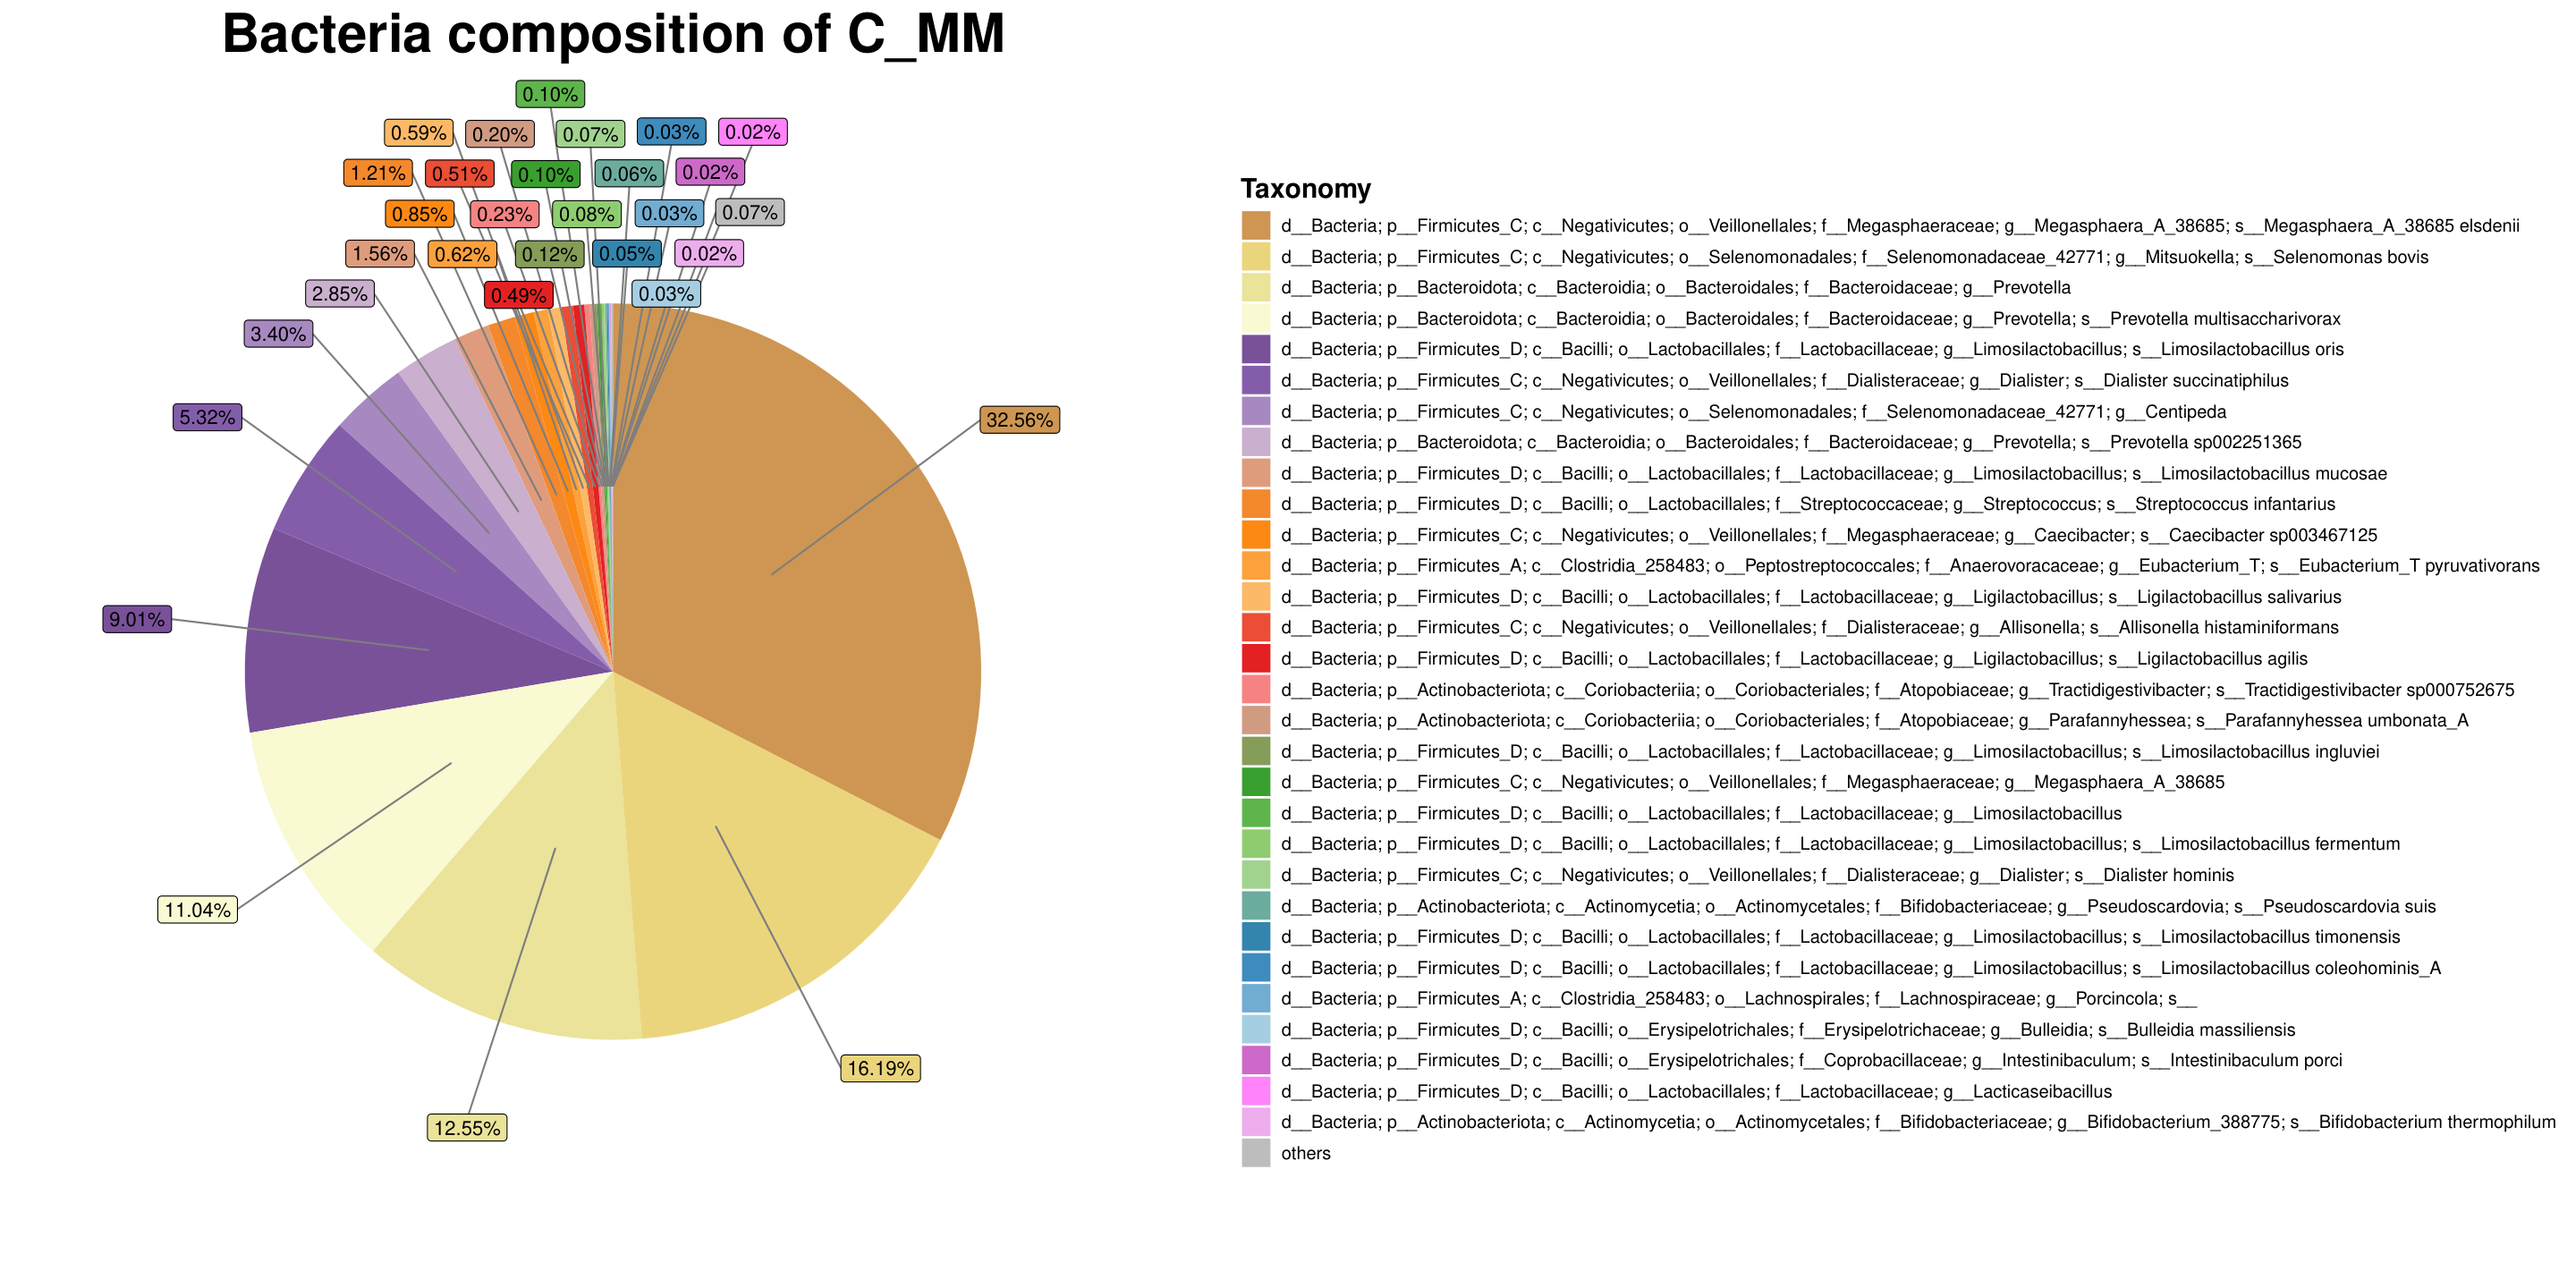 Bacteria composition of C_MM
0.10%
0.59%
0.20%
0.07%
0.03%
0.02%
1.21%
0.51%
0.10%
0.06%
0.02%
0.85%
0.23%
0.08%
0.03%
0.07%
1.56%
0.62%
0.12%
0.05%
0.02%
2.85%
0.49%
0.03%
3.40%
5.32%
32.56%
9.01%
11.04%
16.19%
12.55%
Taxonomy
d__Bacteria; p__Firmicutes_C; c__Negativicutes; o__Veillonellales; f__Megasphaeraceae; g__Megasphaera_A_38685; s__Megasphaera_A_38685 elsdenii
d__Bacteria; p__Firmicutes_C; c__Negativicutes; o__Selenomonadales; f__Selenomonadaceae_42771; g__Mitsuokella; s__Selenomonas bovis
d__Bacteria; p__Bacteroidota; c__Bacteroidia; o__Bacteroidales; f__Bacteroidaceae; g__Prevotella
d__Bacteria; p__Bacteroidota; c__Bacteroidia; o__Bacteroidales; f__Bacteroidaceae; g__Prevotella; s__Prevotella multisaccharivorax
d__Bacteria; p__Firmicutes_D; c__Bacilli; o__Lactobacillales; f__Lactobacillaceae; g__Limosilactobacillus; s__Limosilactobacillus oris
d__Bacteria; p__Firmicutes_C; c__Negativicutes; o__Veillonellales; f__Dialisteraceae; g__Dialister; s__Dialister succinatiphilus
d__Bacteria; p__Firmicutes_C; c__Negativicutes; o__Selenomonadales; f__Selenomonadaceae_42771; g__Centipeda
d__Bacteria; p__Bacteroidota; c__Bacteroidia; o__Bacteroidales; f__Bacteroidaceae; g__Prevotella; s__Prevotella sp002251365
d__Bacteria; p__Firmicutes_D; c__Bacilli; o__Lactobacillales; f__Lactobacillaceae; g__Limosilactobacillus; s__Limosilactobacillus mucosae
d__Bacteria; p__Firmicutes_D; c__Bacilli; o__Lactobacillales; f__Streptococcaceae; g__Streptococcus; s__Streptococcus infantarius
d__Bacteria; p__Firmicutes_C; c__Negativicutes; o__Veillonellales; f__Megasphaeraceae; g__Caecibacter; s__Caecibacter sp003467125
d__Bacteria; p__Firmicutes_A; c__Clostridia_258483; o__Peptostreptococcales; f__Anaerovoracaceae; g__Eubacterium_T; s__Eubacterium_T pyruvativorans
d__Bacteria; p__Firmicutes_D; c__Bacilli; o__Lactobacillales; f__Lactobacillaceae; g__Ligilactobacillus; s__Ligilactobacillus salivarius
d__Bacteria; p__Firmicutes_C; c__Negativicutes; o__Veillonellales; f__Dialisteraceae; g__Allisonella; s__Allisonella histaminiformans
d__Bacteria; p__Firmicutes_D; c__Bacilli; o__Lactobacillales; f__Lactobacillaceae; g__Ligilactobacillus; s__Ligilactobacillus agilis
d__Bacteria; p__Actinobacteriota; c__Coriobacteriia; o__Coriobacteriales; f__Atopobiaceae; g__Tractidigestivibacter; s__Tractidigestivibacter sp000752675
d__Bacteria; p__Actinobacteriota; c__Coriobacteriia; o__Coriobacteriales; f__Atopobiaceae; g__Parafannyhessea; s__Parafannyhessea umbonata_A
d__Bacteria; p__Firmicutes_D; c__Bacilli; o__Lactobacillales; f__Lactobacillaceae; g__Limosilactobacillus; s__Limosilactobacillus ingluviei
d__Bacteria; p__Firmicutes_C; c__Negativicutes; o__Veillonellales; f__Megasphaeraceae; g__Megasphaera_A_38685
d__Bacteria; p__Firmicutes_D; c__Bacilli; o__Lactobacillales; f__Lactobacillaceae; g__Limosilactobacillus
d__Bacteria; p__Firmicutes_D; c__Bacilli; o__Lactobacillales; f__Lactobacillaceae; g__Limosilactobacillus; s__Limosilactobacillus fermentum
d__Bacteria; p__Firmicutes_C; c__Negativicutes; o__Veillonellales; f__Dialisteraceae; g__Dialister; s__Dialister hominis
d__Bacteria; p__Actinobacteriota; c__Actinomycetia; o__Actinomycetales; f__Bifidobacteriaceae; g__Pseudoscardovia; s__Pseudoscardovia suis
d__Bacteria; p__Firmicutes_D; c__Bacilli; o__Lactobacillales; f__Lactobacillaceae; g__Limosilactobacillus; s__Limosilactobacillus timonensis
d__Bacteria; p__Firmicutes_D; c__Bacilli; o__Lactobacillales; f__Lactobacillaceae; g__Limosilactobacillus; s__Limosilactobacillus coleohominis_A
d__Bacteria; p__Firmicutes_A; c__Clostridia_258483; o__Lachnospirales; f__Lachnospiraceae; g__Porcincola; s__
d__Bacteria; p__Firmicutes_D; c__Bacilli; o__Erysipelotrichales; f__Erysipelotrichaceae; g__Bulleidia; s__Bulleidia massiliensis
d__Bacteria; p__Firmicutes_D; c__Bacilli; o__Erysipelotrichales; f__Coprobacillaceae; g__Intestinibaculum; s__Intestinibaculum porci
d__Bacteria; p__Firmicutes_D; c__Bacilli; o__Lactobacillales; f__Lactobacillaceae; g__Lacticaseibacillus
d__Bacteria; p__Actinobacteriota; c__Actinomycetia; o__Actinomycetales; f__Bifidobacteriaceae; g__Bifidobacterium_388775; s__Bifidobacterium thermophilum
others